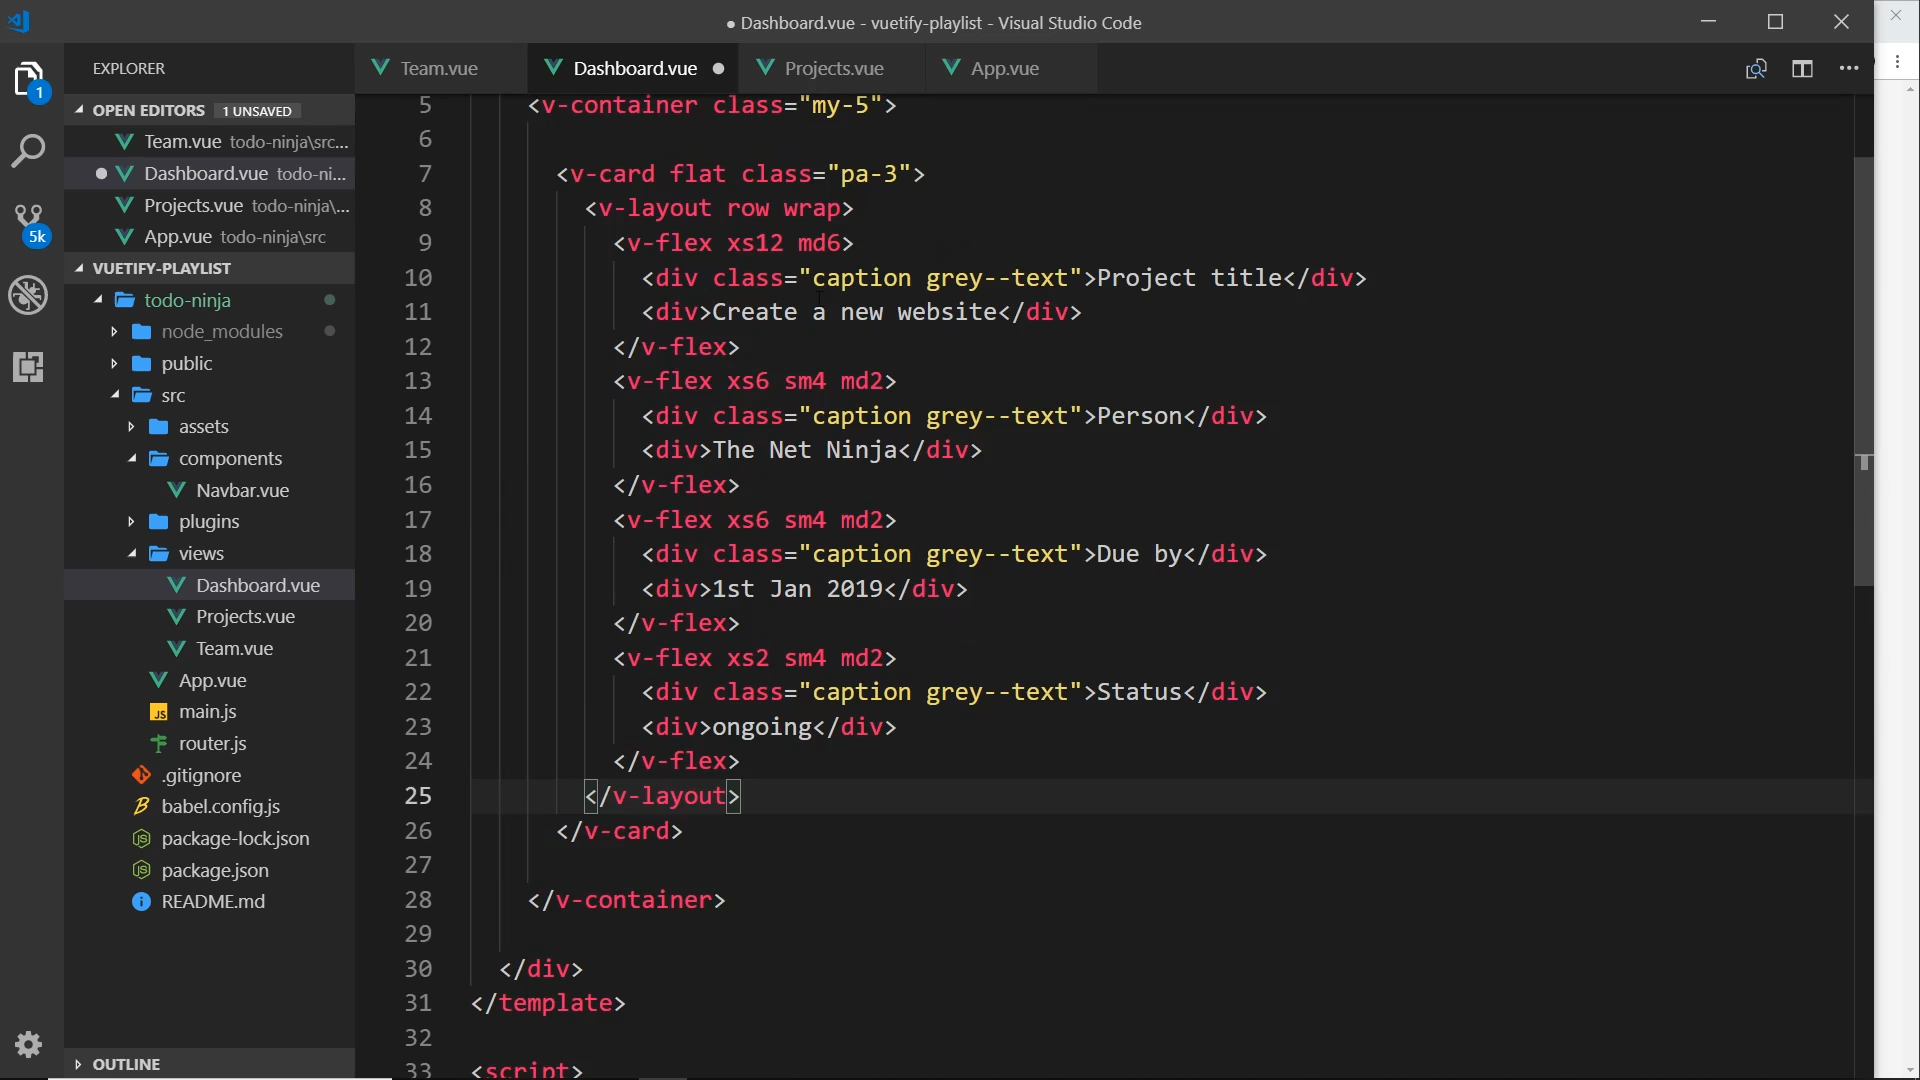 ● Dashboard.vue - vuetify-playlist - Visual Studio Code
EXPLORER
Team.vue
Dashboard.vue ●
Projects.vue
App.vue
1
5k
OPEN EDITORS 1 UNSAVED
Team.vue todo-ninja\src...
● Dashboard.vue todo-ni...
Projects.vue todo-ninja\...
App.vue todo-ninja\src
VUETIFY-PLAYLIST
todo-ninja
node_modules
public
src
assets
components
Navbar.vue
plugins
views
Dashboard.vue
Projects.vue
Team.vue
App.vue
JS main.js
router.js
.gitignore
babel.config.js
package-lock.json
package.json
README.md
OUTLINE
5 <v-container class="my-5">
6
7 <v-card flat class="pa-3">
8 <v-layout row wrap>
9 <v-flex xs12 md6>
10 <div class="caption grey--text">Project title</div>
11 <div>Create a new website</div>
12 </v-flex>
13 <v-flex xs6 sm4 md2>
14 <div class="caption grey--text">Person</div>
15 <div>The Net Ninja</div>
16 </v-flex>
17 <v-flex xs6 sm4 md2>
18 <div class="caption grey--text">Due by</div>
19 <div>1st Jan 2019</div>
20 </v-flex>
21 <v-flex xs2 sm4 md2>
22 <div class="caption grey--text">Status</div>
23 <div>ongoing</div>
24 </v-flex>
25 </v-layout>
26 </v-card>
27
28 </v-container>
29
30 </div>
31 </template>
32
33 <script>